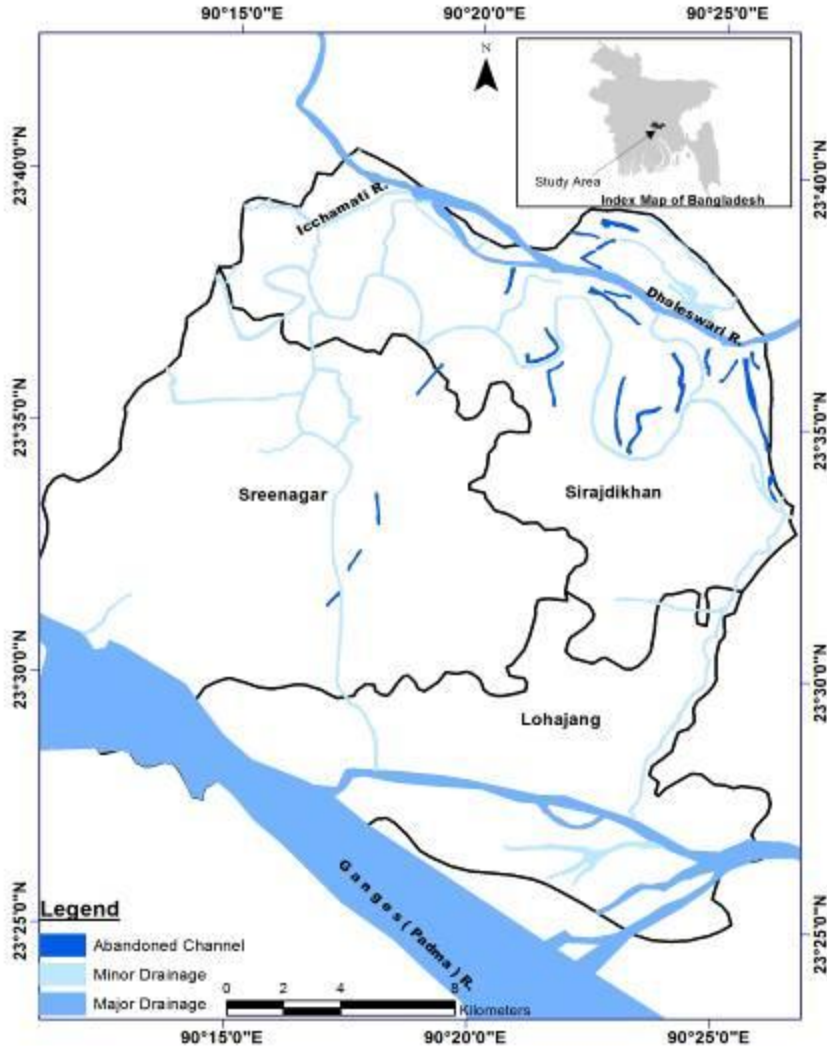 90°15'0"E 90°20'0"E 90°25'0"E
N
Study Area
Index Map of Bangladesh
23°40'0"N
23°40'0"N
Icchamati R.
Dhaleswari R.
23°35'0"N
23°35'0"N
Sreenagar
Sirajdikhan
23°30'0"N
23°30'0"N
Lohajang
Ganges (Padma) R.
23°25'0"N
23°25'0"N
Legend
Abandoned Channel
Minor Drainage
Major Drainage
0 2 4 8
Kilometers
90°15'0"E 90°20'0"E 90°25'0"E